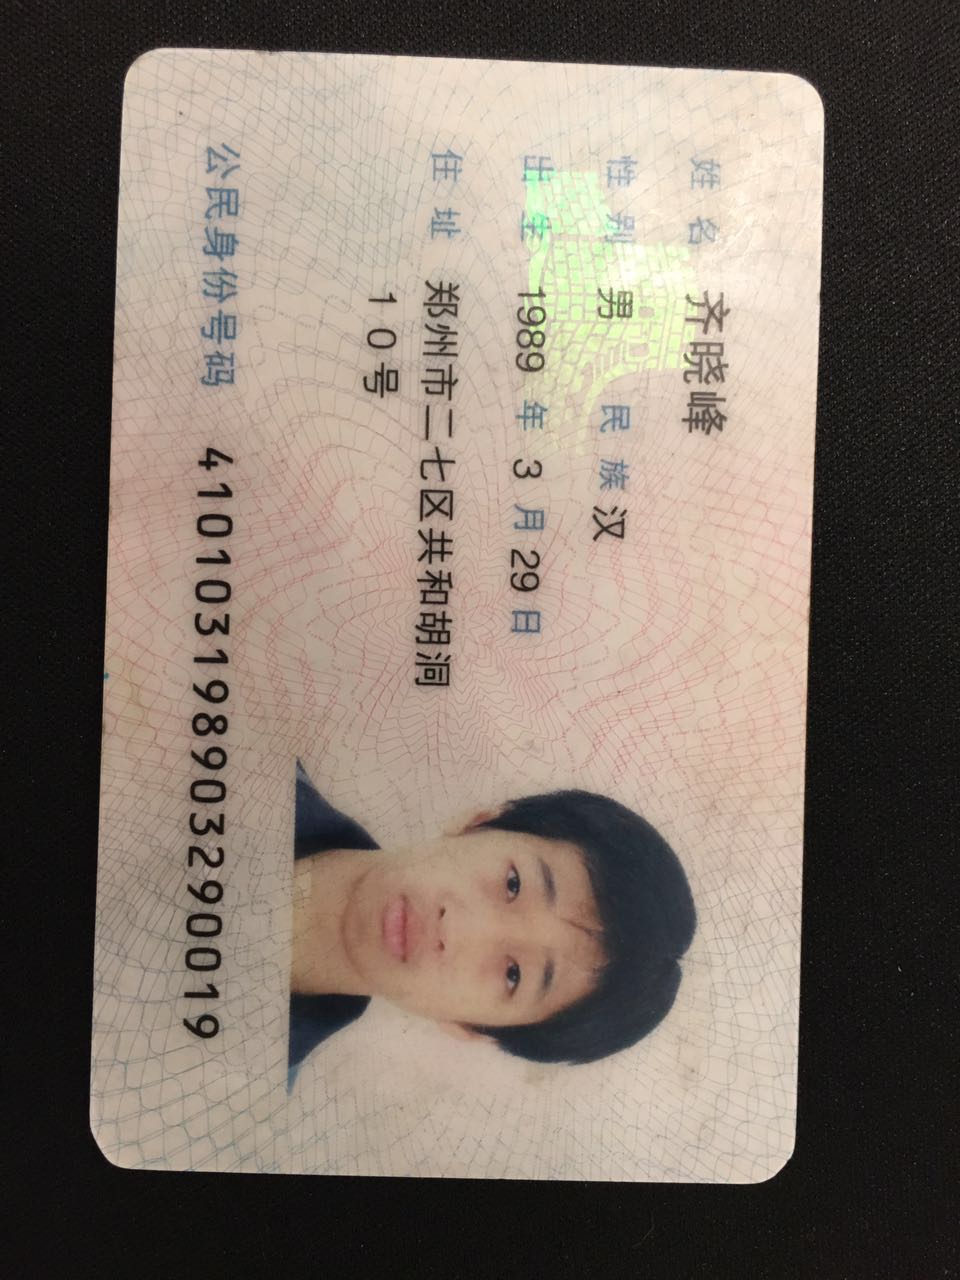 姓名 齐晓峰
性别 男 民族 汉
出生 1989 年 3 月 29 日
住址 郑州市二七区共和胡洞
10号
公民身份号码 410103198903290019